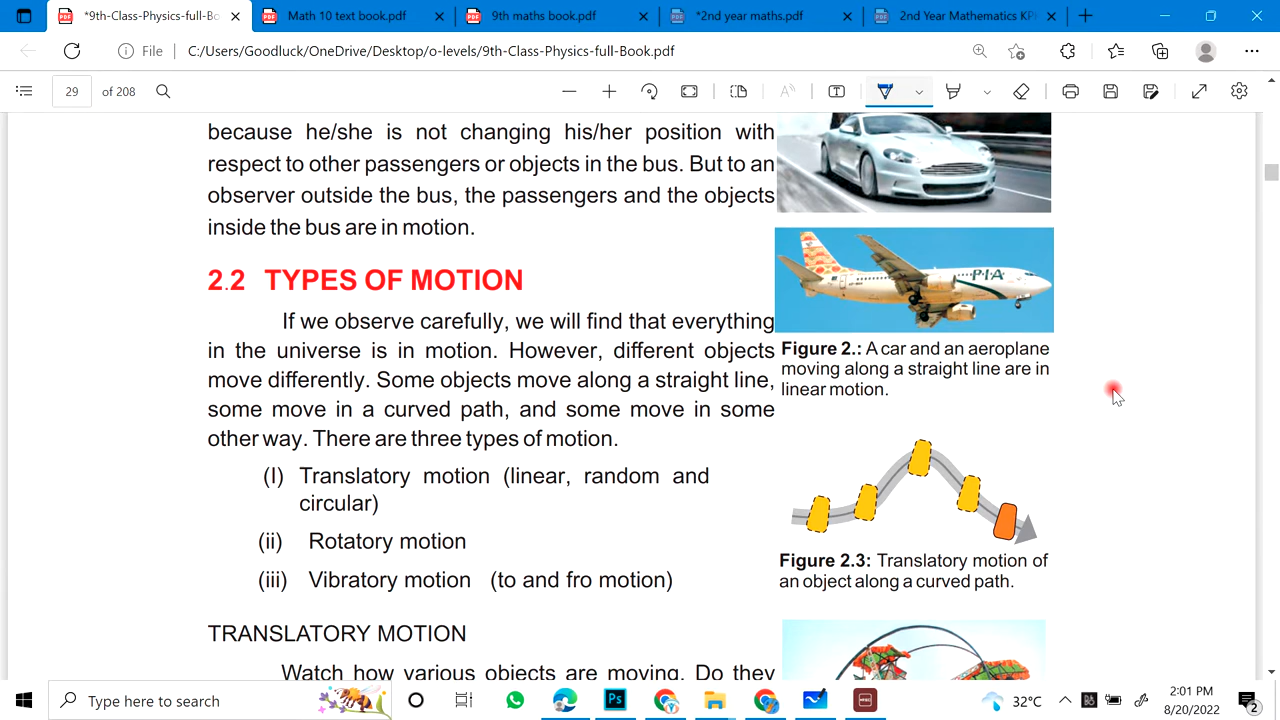 *9th-Class-Physics-full-Bo
Math 10 text book.pdf
9th maths book.pdf
*2nd year maths.pdf
2nd Year Mathematics KP
File
C:/Users/Goodluck/OneDrive/Desktop/o-levels/9th-Class-Physics-full-Book.pdf
29 of 208
because he/she is not changing his/her position with
respect to other passengers or objects in the bus. But to an
observer outside the bus, the passengers and the objects
inside the bus are in motion.
2.2 TYPES OF MOTION
If we observe carefully, we will find that everything
in the universe is in motion. However, different objects
move differently. Some objects move along a straight line,
some move in a curved path, and some move in some
other way. There are three types of motion.
(I) Translatory motion (linear, random and
circular)
(ii) Rotatory motion
(iii) Vibratory motion (to and fro motion)
TRANSLATORY MOTION
Watch how various objects are moving. Do they
PIA
Figure 2.: A car and an aeroplane
moving along a straight line are in
linear motion.
Figure 2.3: Translatory motion of
an object along a curved path.
Type here to search
Ps
32°C
2:01 PM
8/20/2022
2